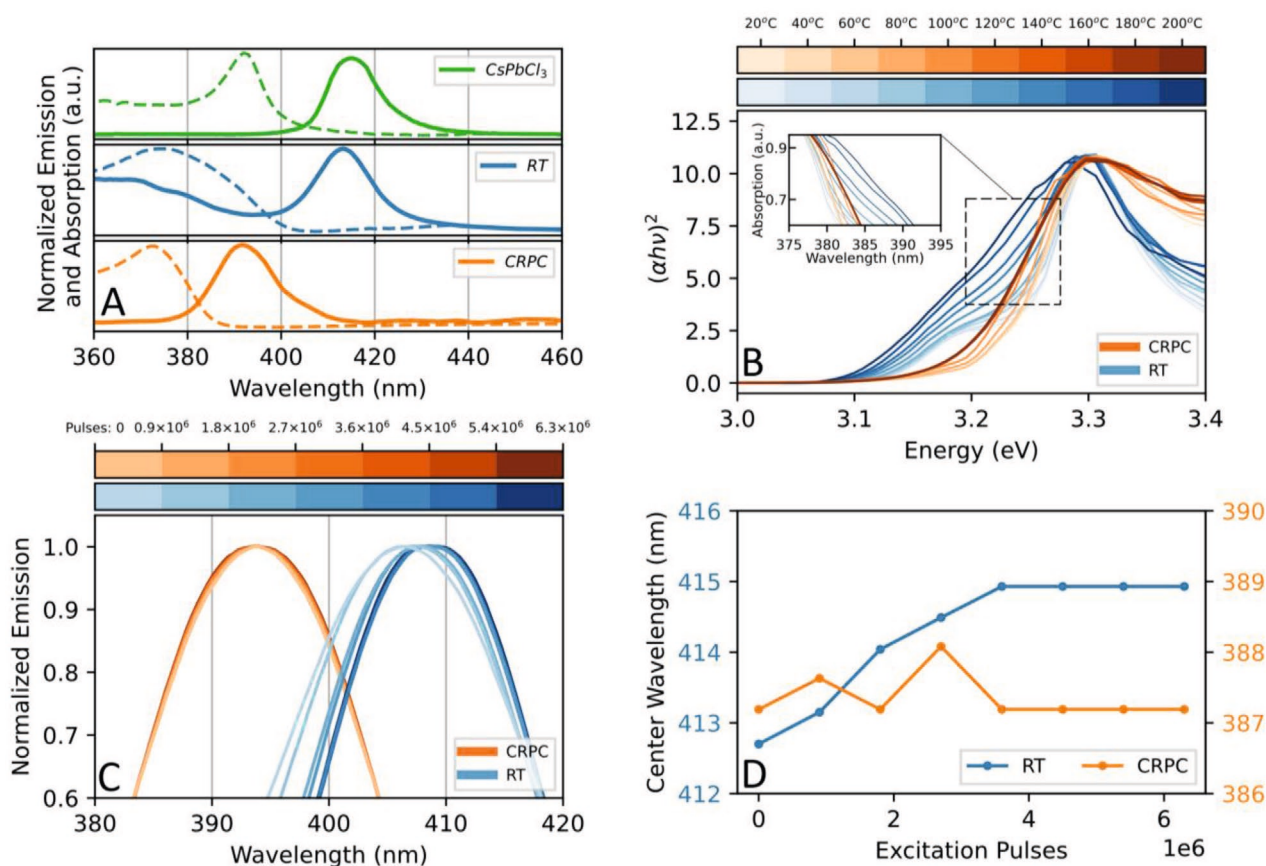 Normalized Emission
and Absorption (a.u.)
CsPbCl3
RT
CRPC
A
360 380 400 420 440 460
Wavelength (nm)
20°C 40°C 60°C 80°C 100°C 120°C 140°C 160°C 180°C 200°C
(αhν)²
12.5
10.0
7.5
5.0
2.5
0.0
Absorption (a.u.)
0.9
0.7
375 380 385 390 395
Wavelength (nm)
B
CRPC
RT
3.0 3.1 3.2 3.3 3.4
Energy (eV)
Pulses: 0 0.9×10⁶ 1.8×10⁶ 2.7×10⁶ 3.6×10⁶ 4.5×10⁶ 5.4×10⁶ 6.3×10⁶
Normalized Emission
1.0
0.9
0.8
0.7
0.6
C
CRPC
RT
380 390 400 410 420
Wavelength (nm)
Center Wavelength (nm)
416
415
414
413
412
390
389
388
387
386
RT CRPC
D
0 2 4 6
1e6
Excitation Pulses